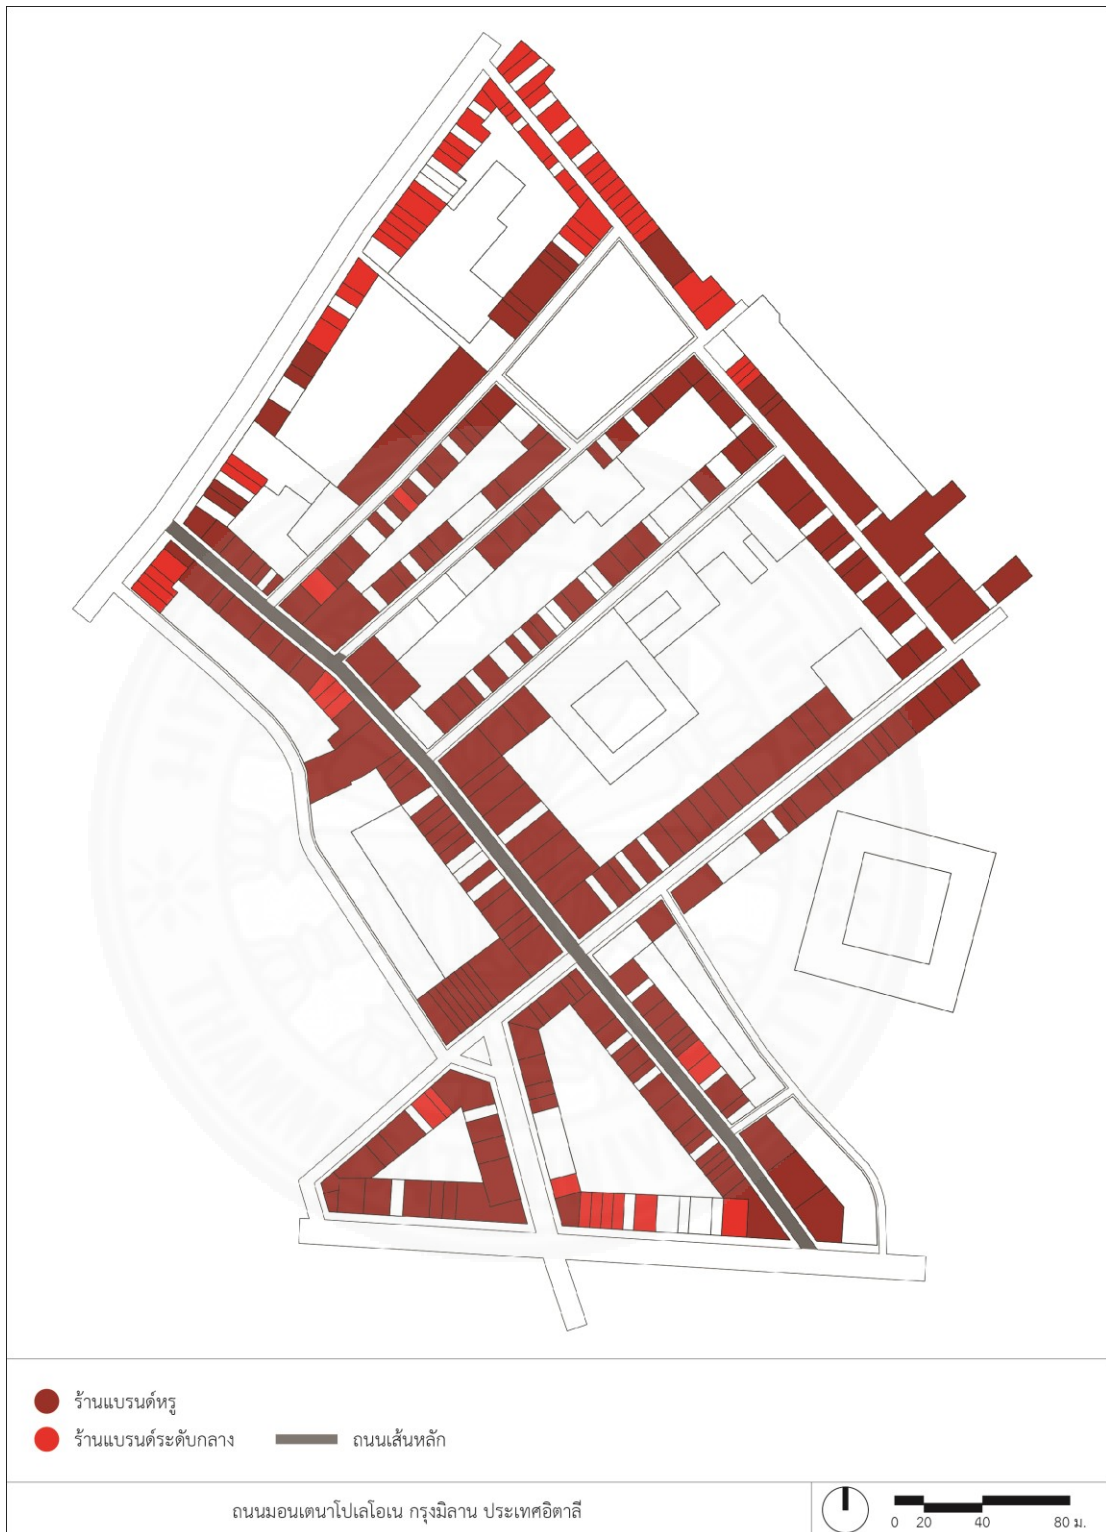 ร้านแบรนด์หรู
ร้านแบรนด์ระดับกลาง
ถนนเส้นหลัก
ถนนมอนเตนาโปเลโอเน กรุงมิลาน ประเทศอิตาลี
0 20 40 80 ม.